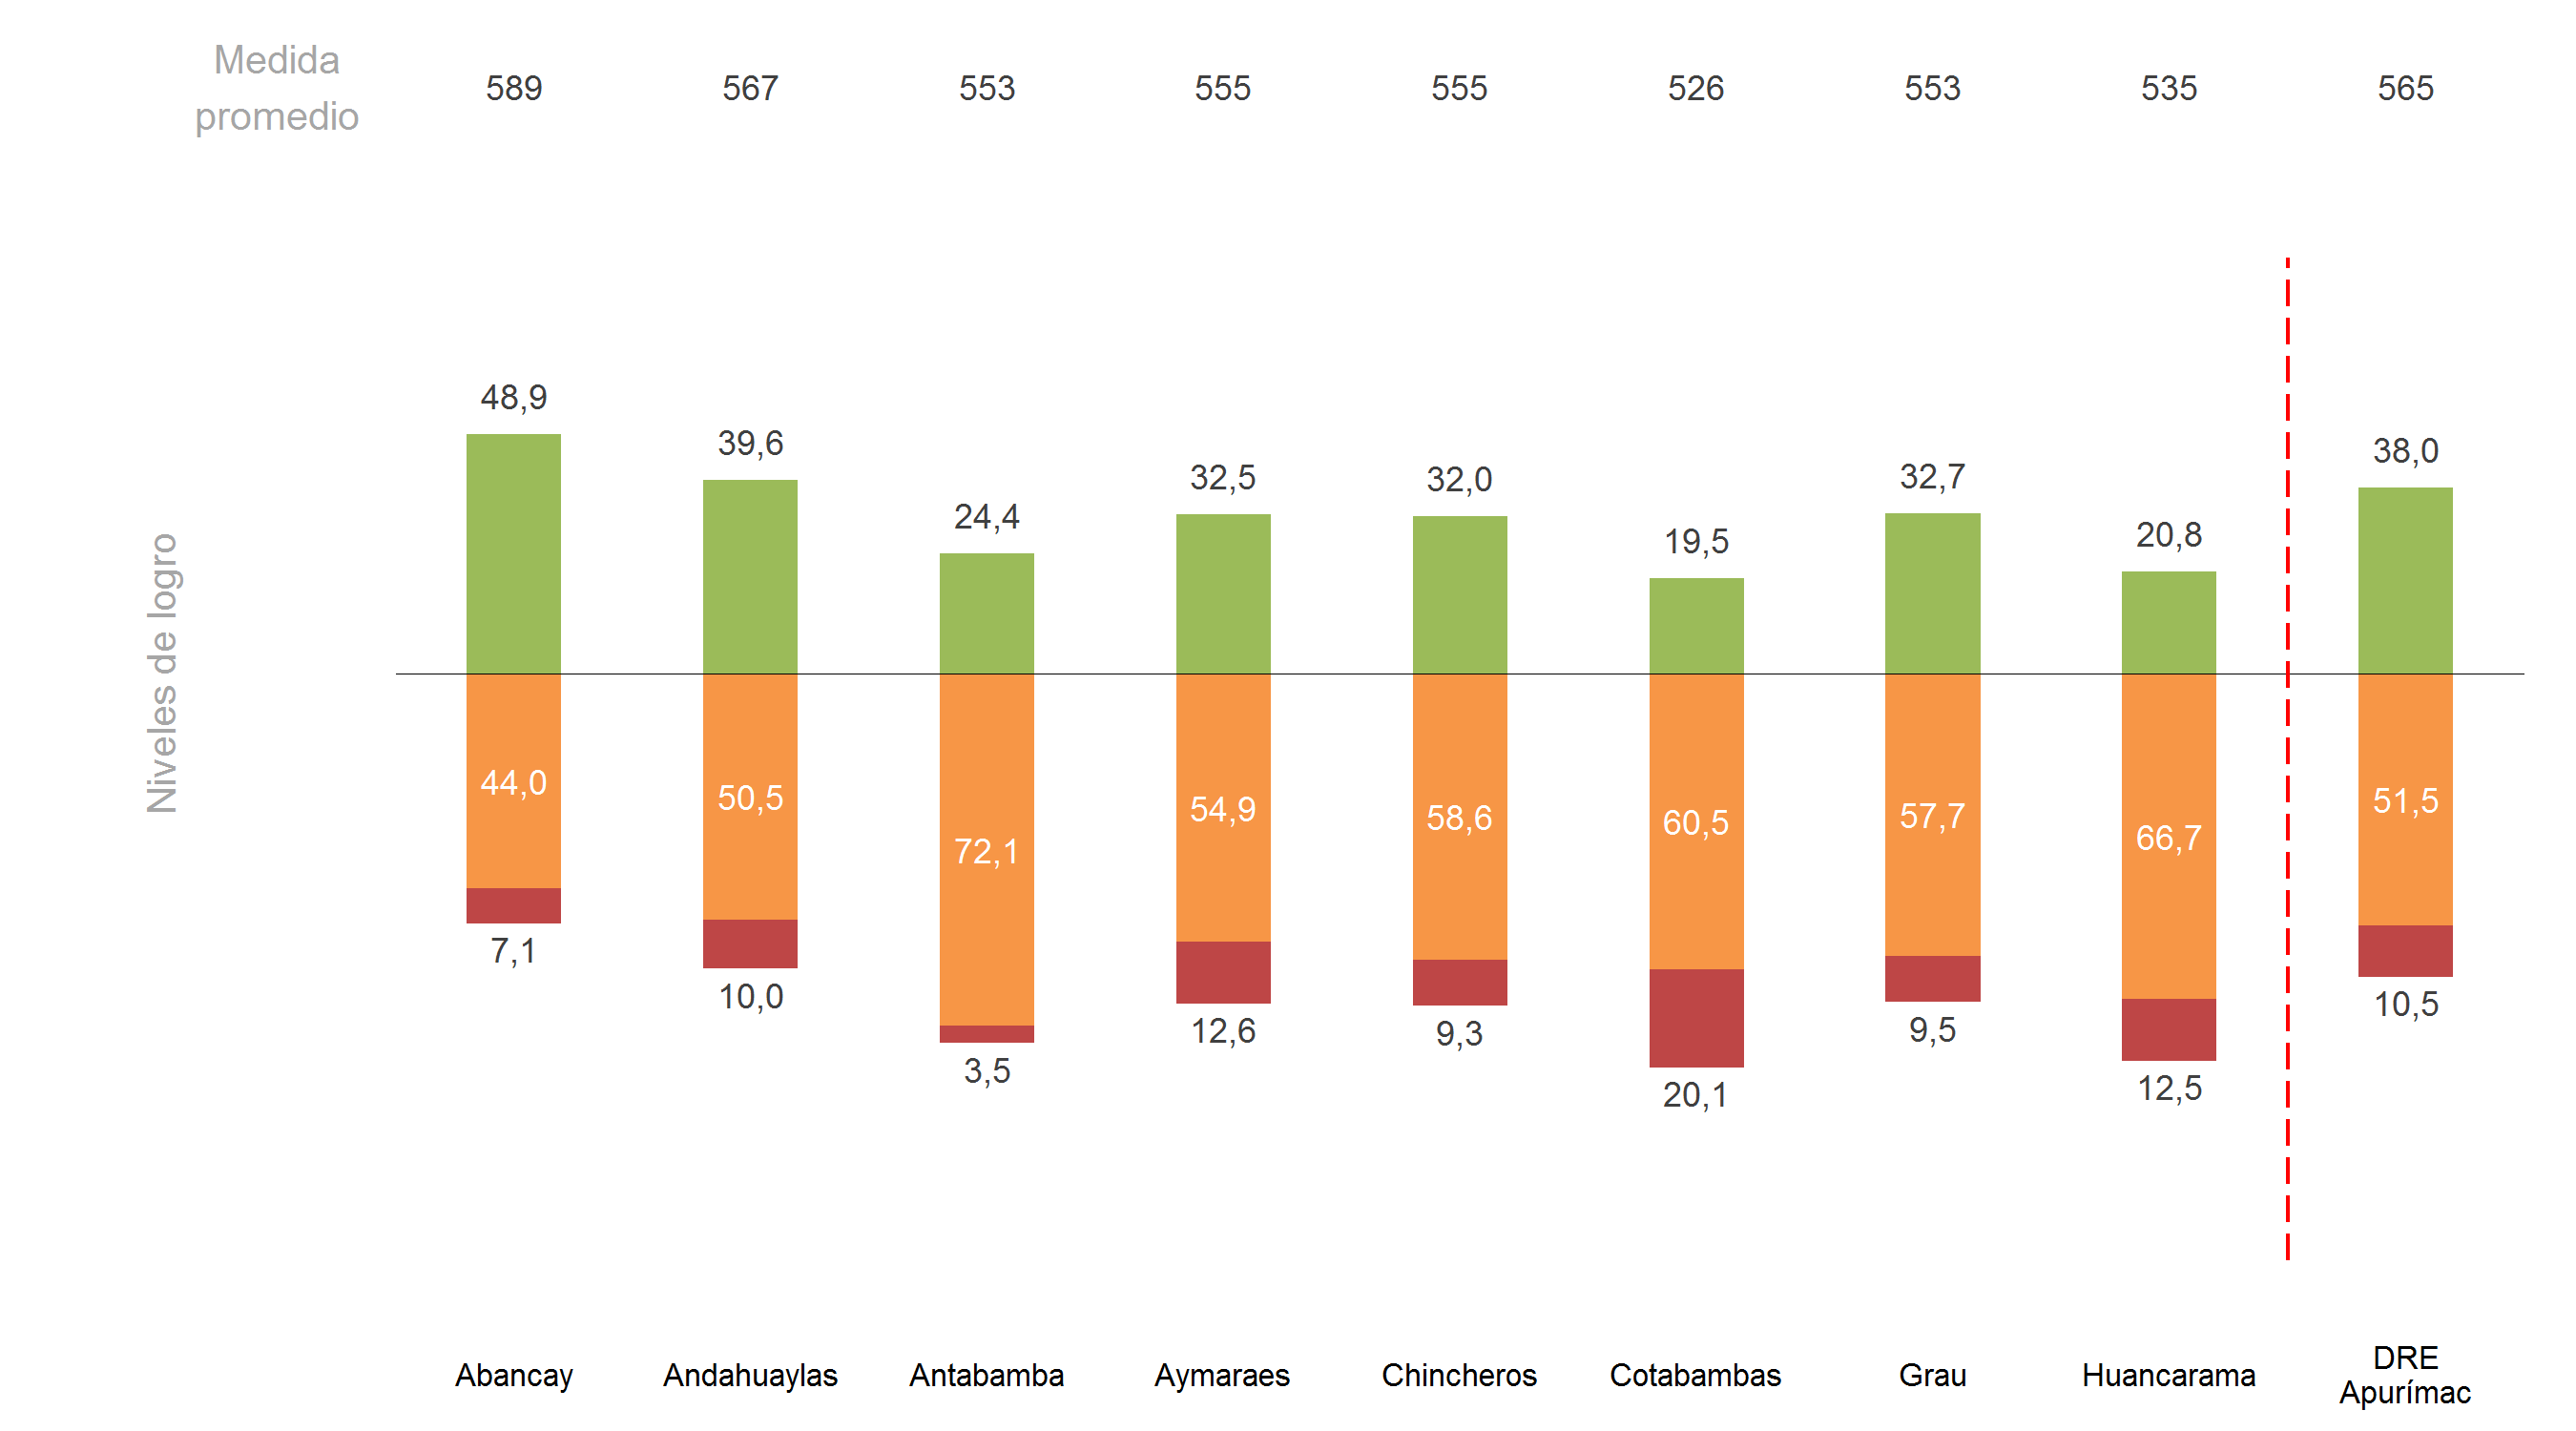 Medida
promedio
589 567 553 555 555 526 553 535 565
Niveles de logro
48,9 39,6 24,4 32,5 32,0 19,5 32,7 20,8 38,0
44,0 50,5 72,1 54,9 58,6 60,5 57,7 66,7 51,5
7,1 10,0 3,5 12,6 9,3 20,1 9,5 12,5 10,5
Abancay Andahuaylas Antabamba Aymaraes Chincheros Cotabambas Grau Huancarama DRE
Apurímac